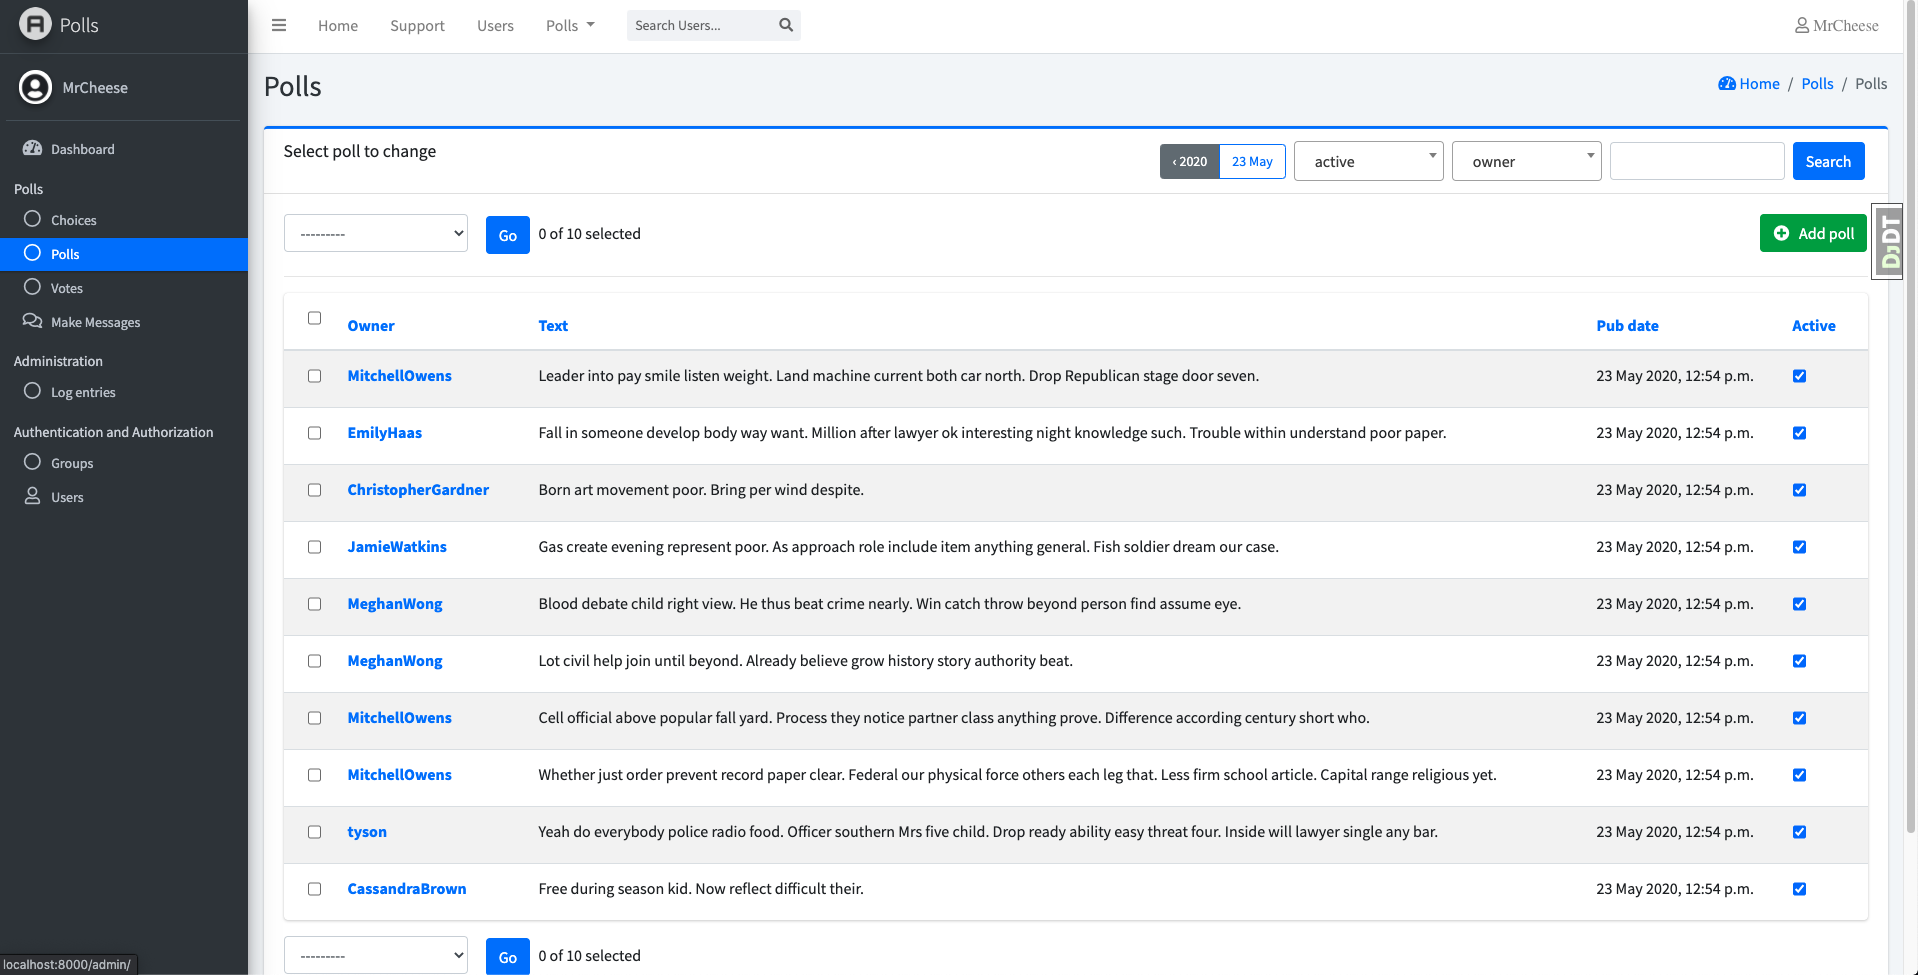 Polls
Home
Support
Users
Polls
Search Users...
MrCheese
MrCheese
Dashboard
Polls
Choices
Polls
Votes
Make Messages
Administration
Log entries
Authentication and Authorization
Groups
Users
Polls
Home / Polls / Polls
Select poll to change
‹ 2020
23 May
active
owner
Search
---------
Go
0 of 10 selected
Add poll
DJDT
Owner Text Pub date Active
MitchellOwens Leader into pay smile listen weight. Land machine current both car north. Drop Republican stage door seven. 23 May 2020, 12:54 p.m.
EmilyHaas Fall in someone develop body way want. Million after lawyer ok interesting night knowledge such. Trouble within understand poor paper. 23 May 2020, 12:54 p.m.
ChristopherGardner Born art movement poor. Bring per wind despite. 23 May 2020, 12:54 p.m.
JamieWatkins Gas create evening represent poor. As approach role include item anything general. Fish soldier dream our case. 23 May 2020, 12:54 p.m.
MeghanWong Blood debate child right view. He thus beat crime nearly. Win catch throw beyond person find assume eye. 23 May 2020, 12:54 p.m.
MeghanWong Lot civil help join until beyond. Already believe grow history story authority beat. 23 May 2020, 12:54 p.m.
MitchellOwens Cell official above popular fall yard. Process they notice partner class anything prove. Difference according century short who. 23 May 2020, 12:54 p.m.
MitchellOwens Whether just order prevent record paper clear. Federal our physical force others each leg that. Less firm school article. Capital range religious yet. 23 May 2020, 12:54 p.m.
tyson Yeah do everybody police radio food. Officer southern Mrs five child. Drop ready ability easy threat four. Inside will lawyer single any bar. 23 May 2020, 12:54 p.m.
CassandraBrown Free during season kid. Now reflect difficult their. 23 May 2020, 12:54 p.m.
---------
Go
0 of 10 selected
localhost:8000/admin/